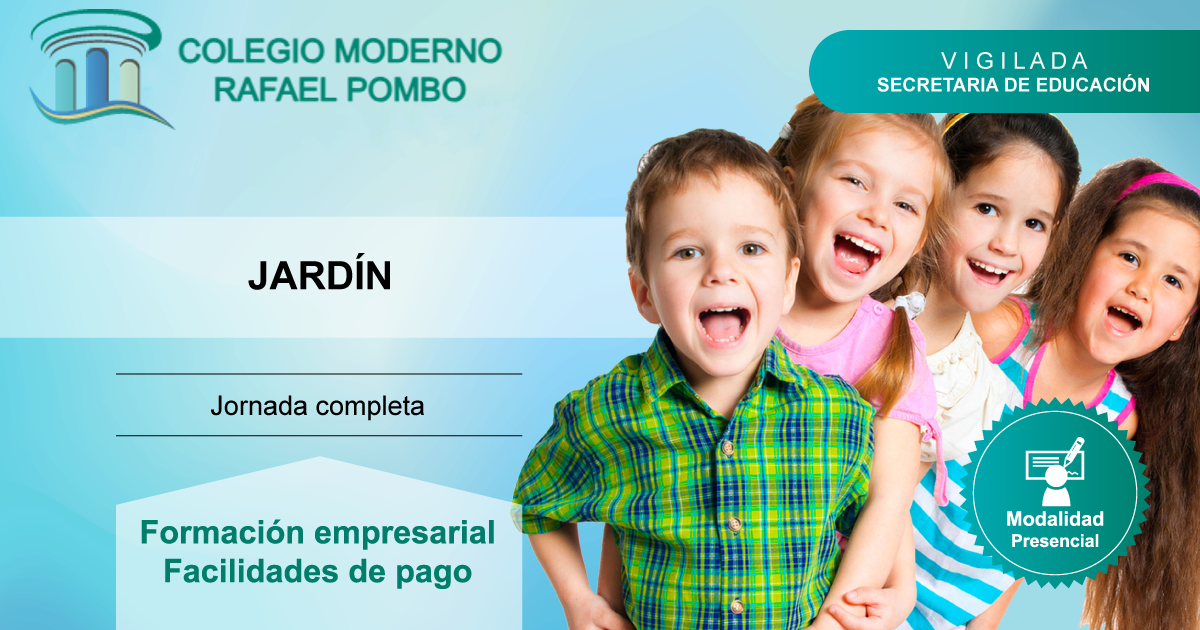 COLEGIO MODERNO
RAFAEL POMBO
VIGILADA
SECRETARIA DE EDUCACIÓN
JARDÍN
Jornada completa
Formación empresarial
Facilidades de pago
Modalidad
Presencial